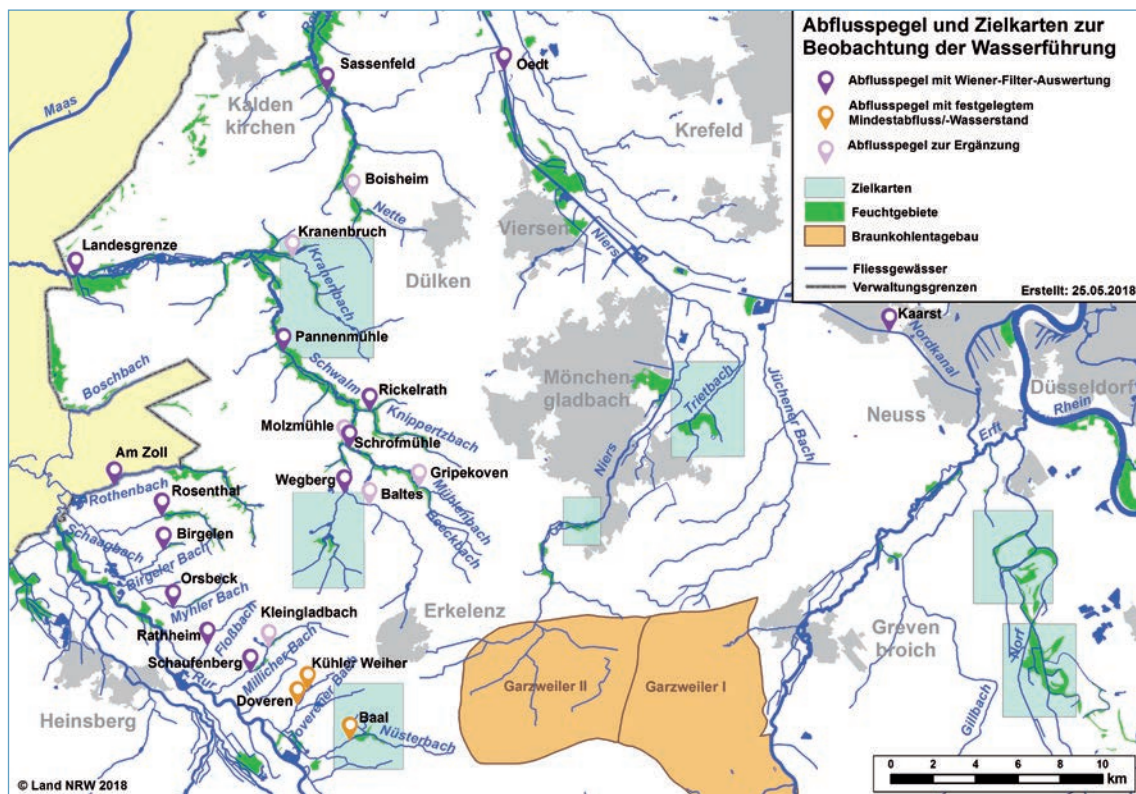 Abflusspegel und Zielkarten zur
Beobachtung der Wasserführung
Abflusspegel mit Wiener-Filter-Auswertung
Abflusspegel mit festgelegtem
Mindestabfluss/-Wasserstand
Abflusspegel zur Ergänzung
Zielkarten
Feuchtgebiete
Braunkohlentagebau
Fliessgewässer
Verwaltungsgrenzen
Erstellt: 25.05.2018
Maas
Sassenfeld
Oedt
Kalden
kirchen
Krefeld
Boisheim
Nette
Viersen
Niers
Kranenbruch
Kranenbach
Landesgrenze
Dülken
Kaarst
Nordkanal
Pannenmühle
Boschbach
Schwalm
Mönchen
gladbach
Trietbach
Jüchener Bach
Düsseldorf
Rhein
Neuss
Erft
Rickelrath
Knippertzbach
Molzmühle
Schrofmühle
Am Zoll
Rothenbach
Wegberg
Gripekoven
Baltes
Mühlenbach
Beeckbach
Niers
Rosenthal
Schaagbach
Birgelen
Birgeler Bach
Orsbeck
Myhler Bach
Kleingladbach
Floßbach
Rathheim
Schaufenberg
Millicher Bach
Rur
Erkelenz
Kühler Weiher
Doveren
Doverener Bach
Heinsberg
Baal
Nüsterbach
Garzweiler II
Garzweiler I
Greven
broich
Gillbach
Norf
0 2 4 6 8 10
km
© Land NRW 2018